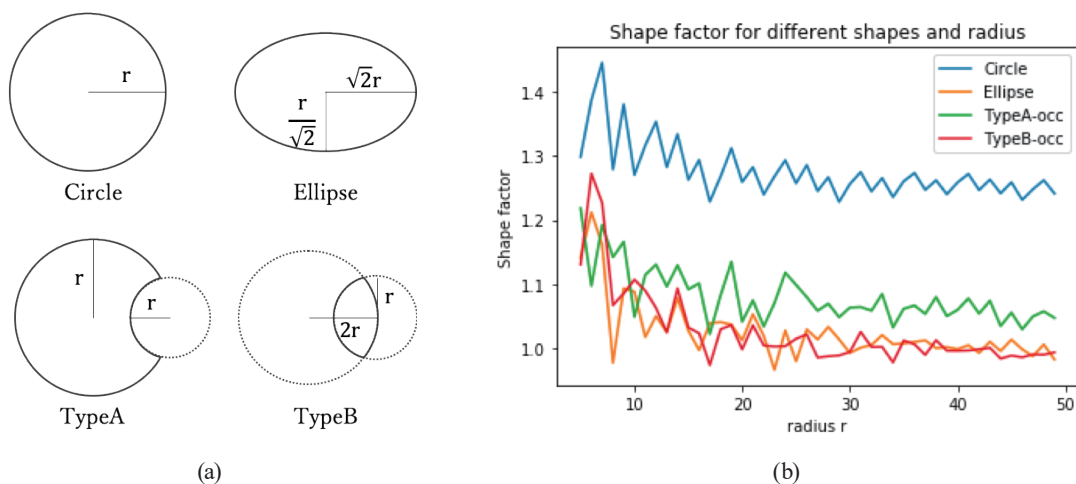 r
√2r
r
√2
Circle
Ellipse
r
r
r
2r
TypeA
TypeB
(a)
Shape factor for different shapes and radius
Shape factor
1.4
1.3
1.2
1.1
1.0
Circle
Ellipse
TypeA-occ
TypeB-occ
10
20
30
40
50
radius r
(b)